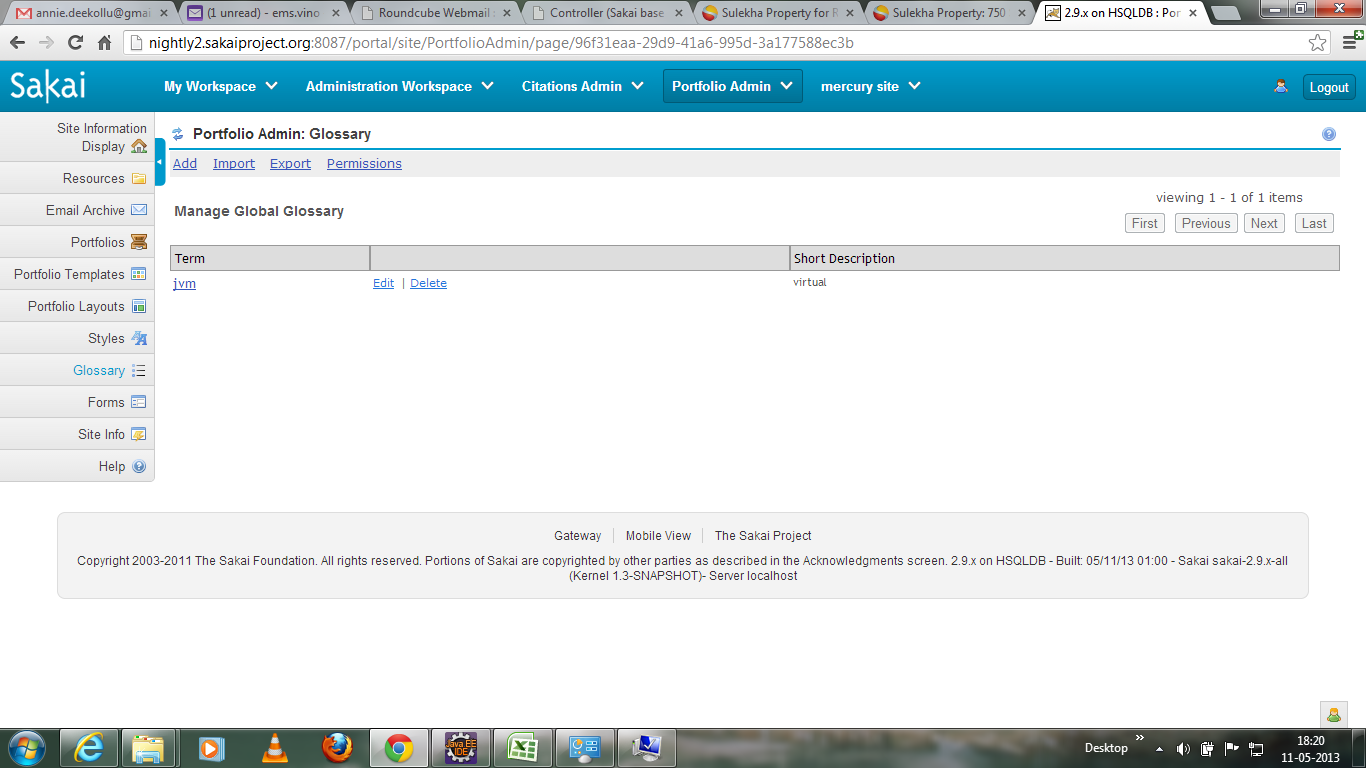 annie.deekollu@gmai
(1 unread) - ems.vino
Roundcube Webmail :
Controller (Sakai base
Sulekha Property for R
Sulekha Property: 750
2.9.x on HSQLDB : Por
nightly2.sakaiproject.org:8087/portal/site/PortfolioAdmin/page/96f31eaa-29d9-41a6-995d-3a177588ec3b
Sakai
My Workspace
Administration Workspace
Citations Admin
Portfolio Admin
mercury site
Logout
Site Information
Display
Resources
Email Archive
Portfolios
Portfolio Templates
Portfolio Layouts
Styles
Glossary
Forms
Site Info
Help
Portfolio Admin: Glossary
Add Import Export Permissions
Manage Global Glossary
viewing 1 - 1 of 1 items
First Previous Next Last
Term Short Description
jvm Edit | Delete virtual
Gateway | Mobile View | The Sakai Project
Copyright 2003-2011 The Sakai Foundation. All rights reserved. Portions of Sakai are copyrighted by other parties as described in the Acknowledgments screen. 2.9.x on HSQLDB - Built: 05/11/13 01:00 - Sakai sakai-2.9.x-all
(Kernel 1.3-SNAPSHOT)- Server localhost
Java EE
IDE
Desktop
18:20
11-05-2013